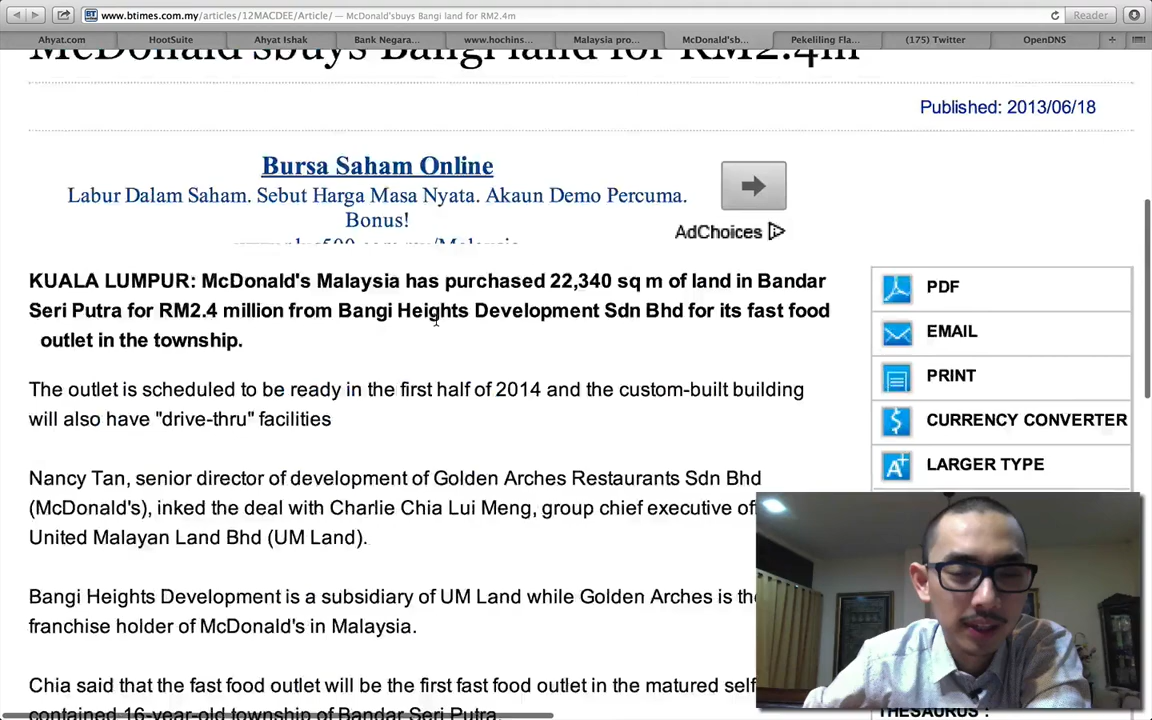 www.btimes.com.my/articles/12MACDEE/Article/ — McDonald'sbuys Bangi land for RM2.4m
Reader
Ahyat.com
HootSuite
Ahyat Ishak
Bank Negara...
www.hochins...
Malaysia pro...
McDonald'sb...
Pekeliling Fla...
(175) Twitter
OpenDNS
McDonald'sbuys Bangi land for RM2.4m
Published: 2013/06/18
Bursa Saham Online
Labur Dalam Saham. Sebut Harga Masa Nyata. Akaun Demo Percuma.
Bonus!
www.plus500.com.my/Malaysia
AdChoices
KUALA LUMPUR: McDonald's Malaysia has purchased 22,340 sq m of land in Bandar
Seri Putra for RM2.4 million from Bangi Heights Development Sdn Bhd for its fast food
outlet in the township.
The outlet is scheduled to be ready in the first half of 2014 and the custom-built building
will also have "drive-thru" facilities
Nancy Tan, senior director of development of Golden Arches Restaurants Sdn Bhd
(McDonald's), inked the deal with Charlie Chia Lui Meng, group chief executive of
United Malayan Land Bhd (UM Land).
Bangi Heights Development is a subsidiary of UM Land while Golden Arches is the
franchise holder of McDonald's in Malaysia.
Chia said that the fast food outlet will be the first fast food outlet in the matured self
contained 16-year-old township of Bandar Seri Putra.
PDF
EMAIL
PRINT
CURRENCY CONVERTER
LARGER TYPE
THESAURUS :